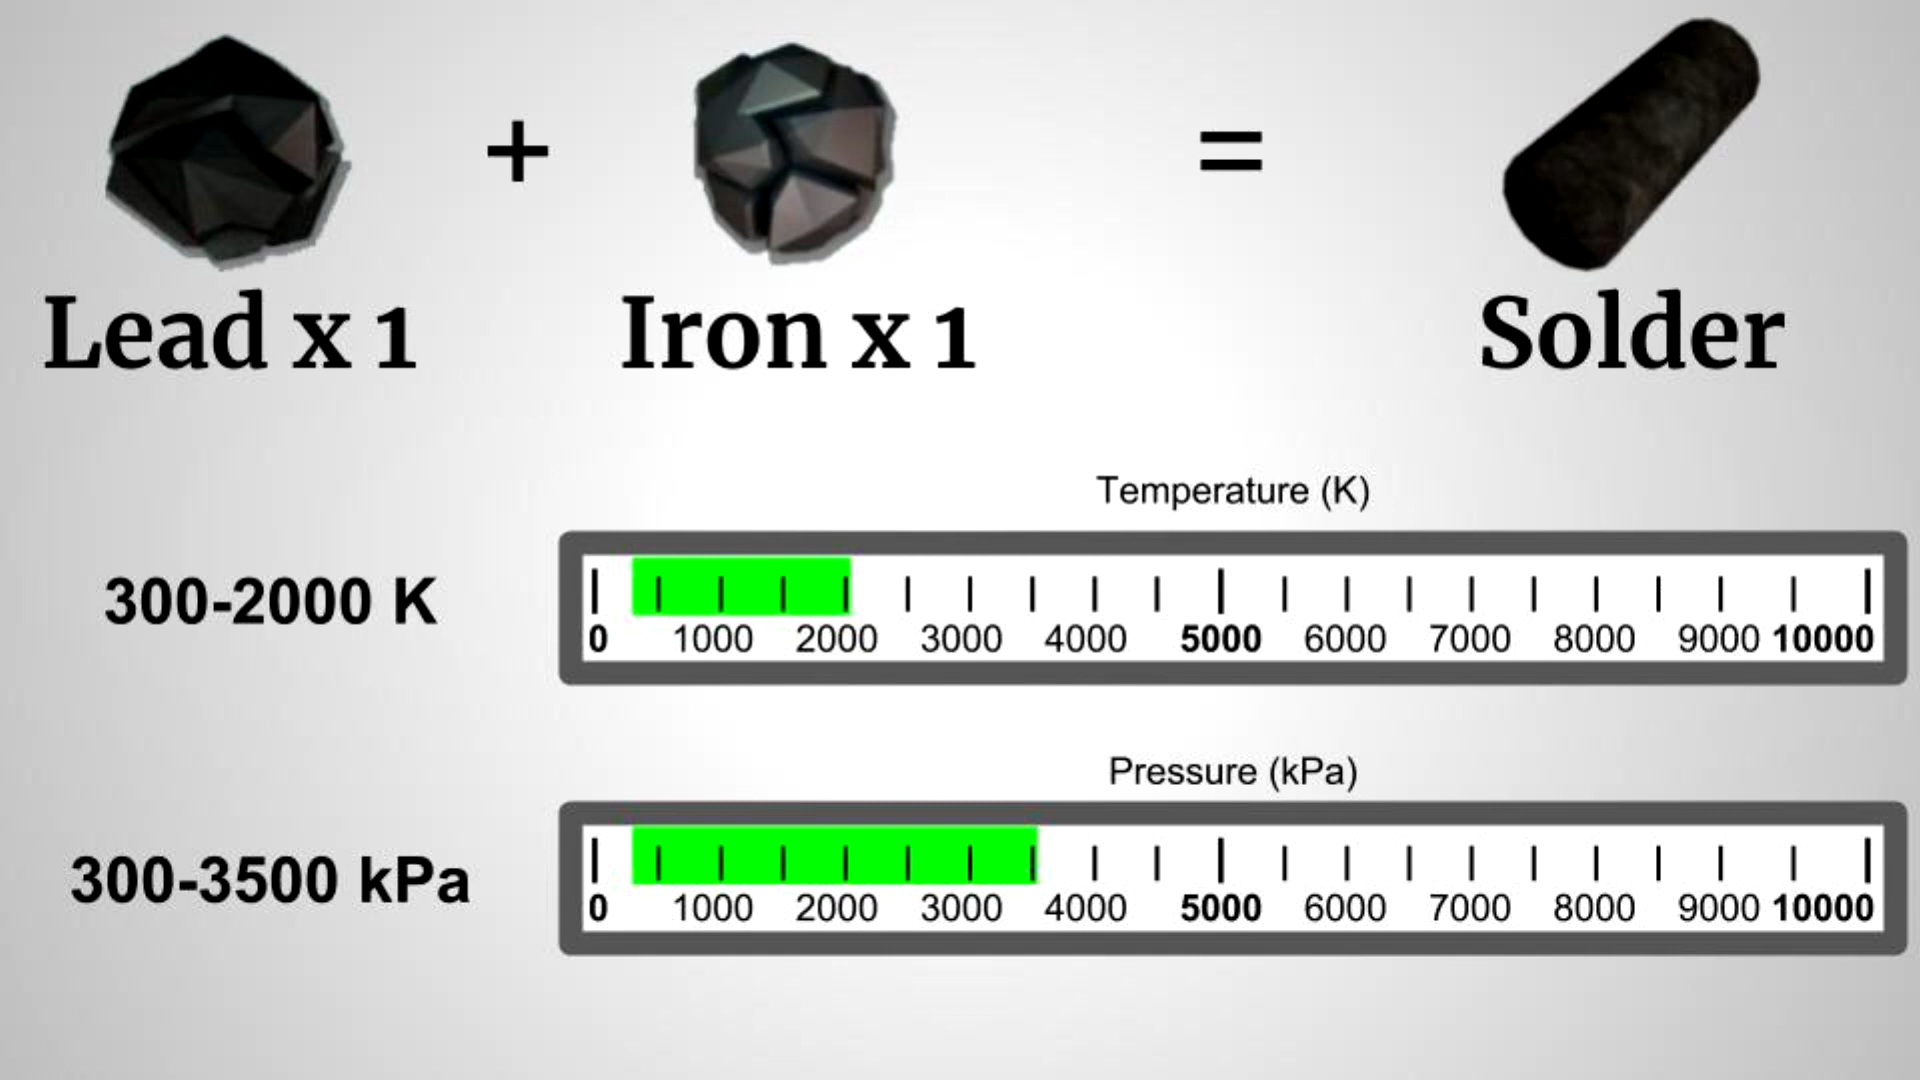 + =
Lead x 1 Iron x 1 Solder
Temperature (K)
300-2000 K
0 1000 2000 3000 4000 5000 6000 7000 8000 9000 10000
Pressure (kPa)
300-3500 kPa
0 1000 2000 3000 4000 5000 6000 7000 8000 9000 10000